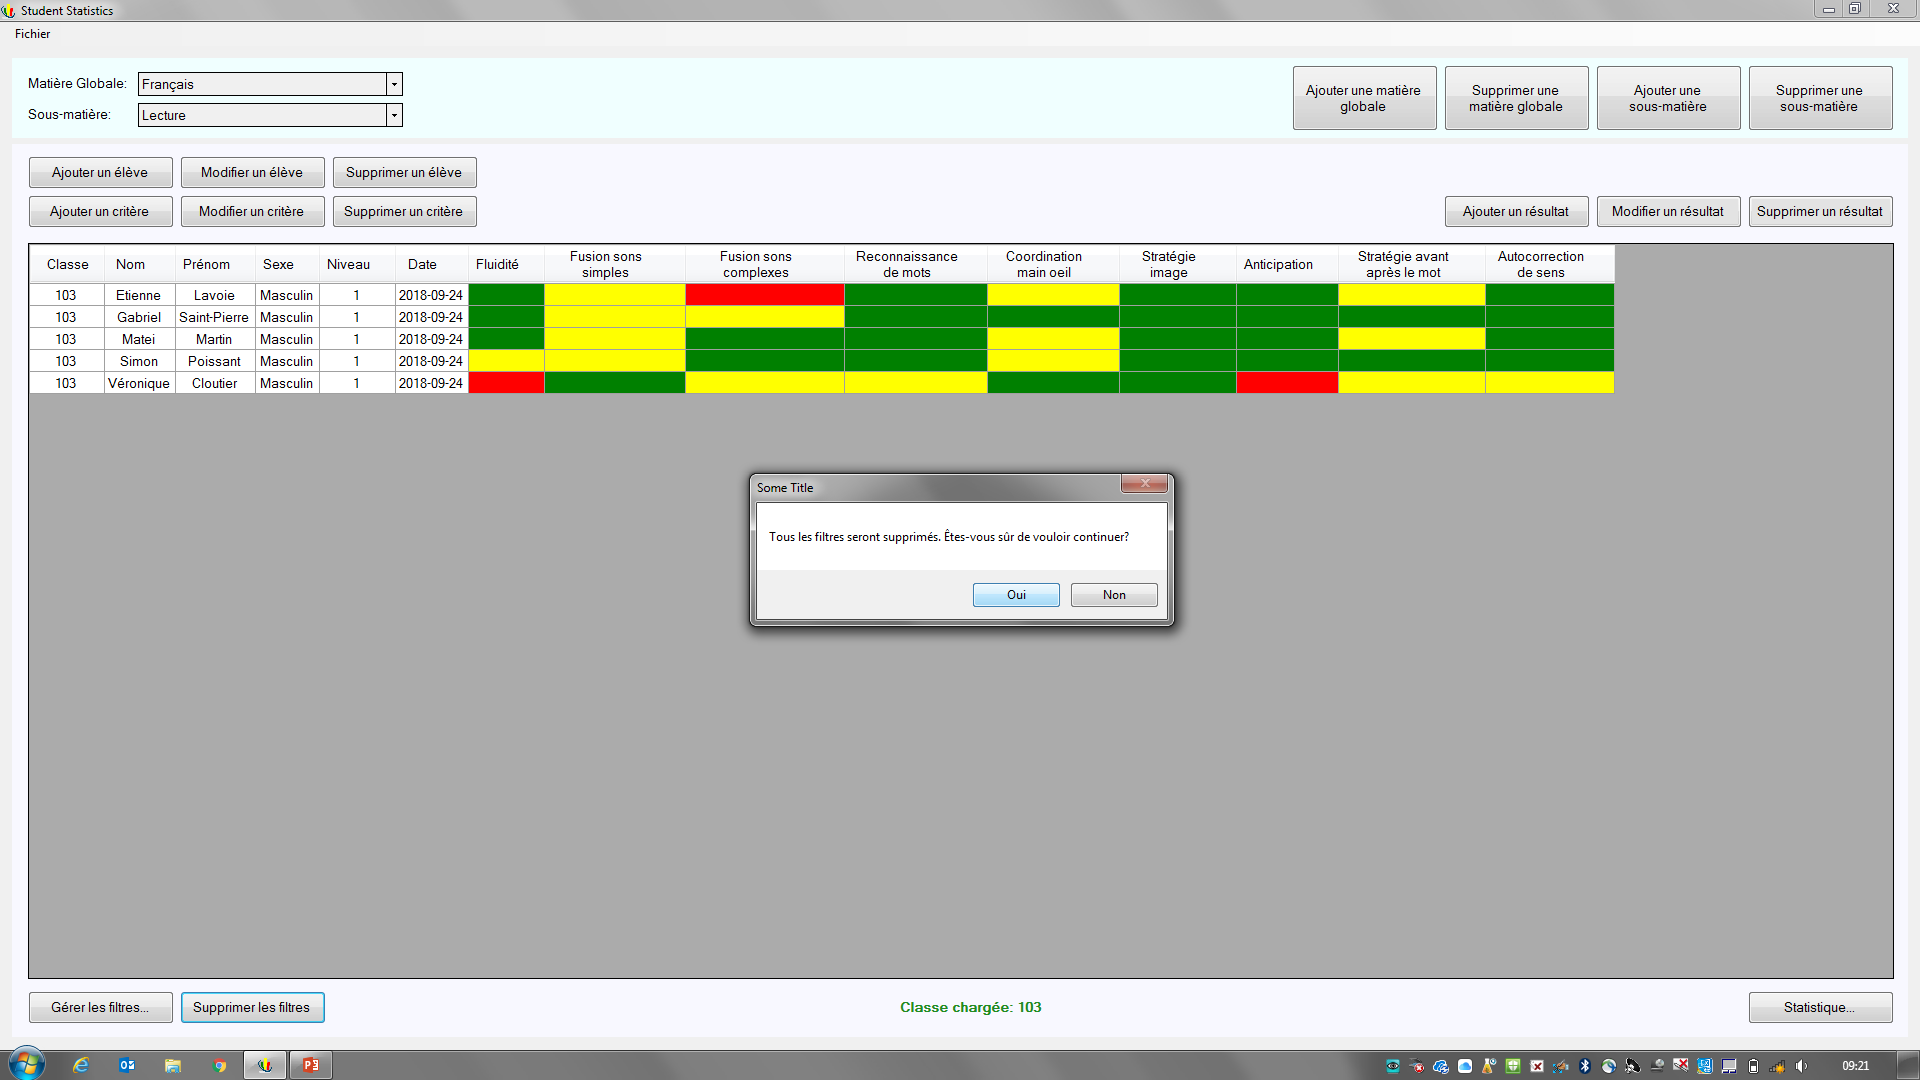 Student Statistics
Fichier
Matière Globale: Français
Sous-matière: Lecture
Ajouter une matière globale
Supprimer une matière globale
Ajouter une sous-matière
Supprimer une sous-matière
Ajouter un élève Modifier un élève Supprimer un élève
Ajouter un critère Modifier un critère Supprimer un critère
Ajouter un résultat Modifier un résultat Supprimer un résultat
Classe Nom Prénom Sexe Niveau Date Fluidité Fusion sons simples Fusion sons complexes Reconnaissance de mots Coordination main oeil Stratégie image Anticipation Stratégie avant après le mot Autocorrection de sens
103 Etienne Lavoie Masculin 1 2018-09-24
103 Gabriel Saint-Pierre Masculin 1 2018-09-24
103 Matei Martin Masculin 1 2018-09-24
103 Simon Poissant Masculin 1 2018-09-24
103 Véronique Cloutier Masculin 1 2018-09-24
Some Title
Tous les filtres seront supprimés. Êtes-vous sûr de vouloir continuer?
Oui Non
Gérer les filtres... Supprimer les filtres
Classe chargée: 103
Statistique...
09:21